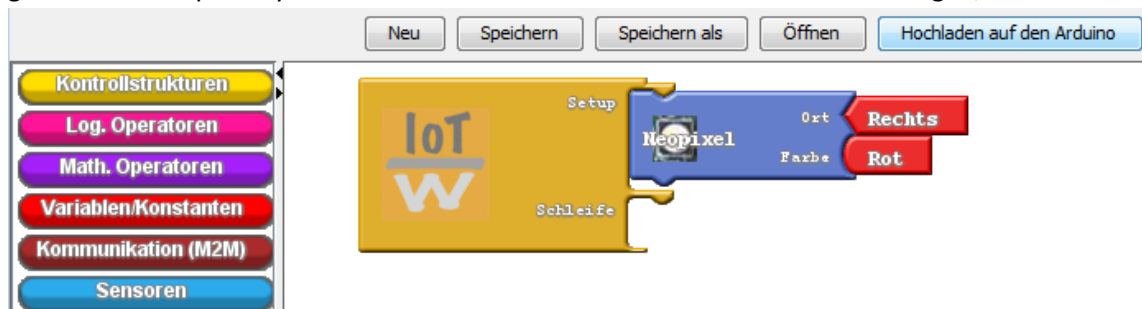 Neu Speichern Speichern als Öffnen Hochladen auf den Arduino
Kontrollstrukturen
Log. Operatoren
Math. Operatoren
Variablen/Konstanten
Kommunikation (M2M)
Sensoren
IoT
W
Setup
Schleife
Neopixel
Ort Rechts
Farbe Rot